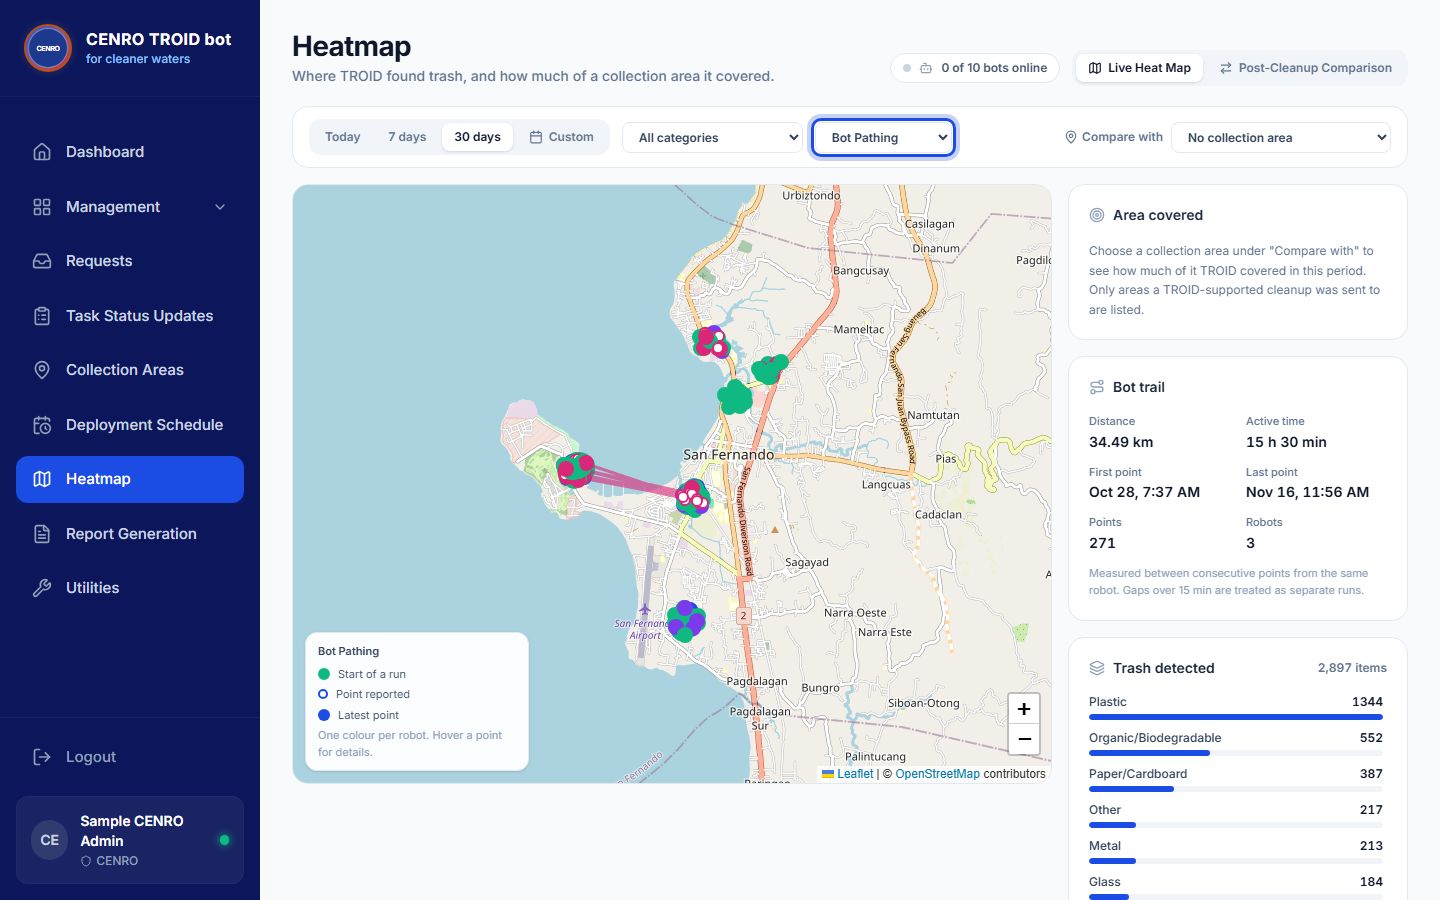 CENRO
CENRO TROID bot
for cleaner waters
Dashboard
Management
Requests
Task Status Updates
Collection Areas
Deployment Schedule
Heatmap
Report Generation
Utilities
Logout
CE
Sample CENRO
Admin
CENRO
Heatmap
Where TROID found trash, and how much of a collection area it covered.
0 of 10 bots online
Live Heat Map
Post-Cleanup Comparison
Today
7 days
30 days
Custom
All categories
Bot Pathing
Compare with
No collection area
Urbiztondo
Casilagan
Dinanum
Pagdil
Bangcusay
Mameltac
Bauang-San Fernando-San Juan Bypass Road
Namtutan
San Fernando
Pias
Langcuas
San Fernando Diversion Road
Cadaclan
Sagayad
A
2
Narra Oeste
Narra Este
San Fernand
Airport
Pagdalagan
Bungro
Siboan-Otong
Pagdalagan
Sur
Palintucang
Fernando
Bot Pathing
Start of a run
Point reported
Latest point
One colour per robot. Hover a point
for details.
+
−
Leaflet | © OpenStreetMap contributors
Area covered
Choose a collection area under "Compare with" to
see how much of it TROID covered in this period.
Only areas a TROID-supported cleanup was sent to
are listed.
Bot trail
Distance
Active time
34.49 km
15 h 30 min
First point
Last point
Oct 28, 7:37 AM
Nov 16, 11:56 AM
Points
Robots
271
3
Measured between consecutive points from the same
robot. Gaps over 15 min are treated as separate runs.
Trash detected
2,897 items
Plastic
1344
Organic/Biodegradable
552
Paper/Cardboard
387
Other
217
Metal
213
Glass
184